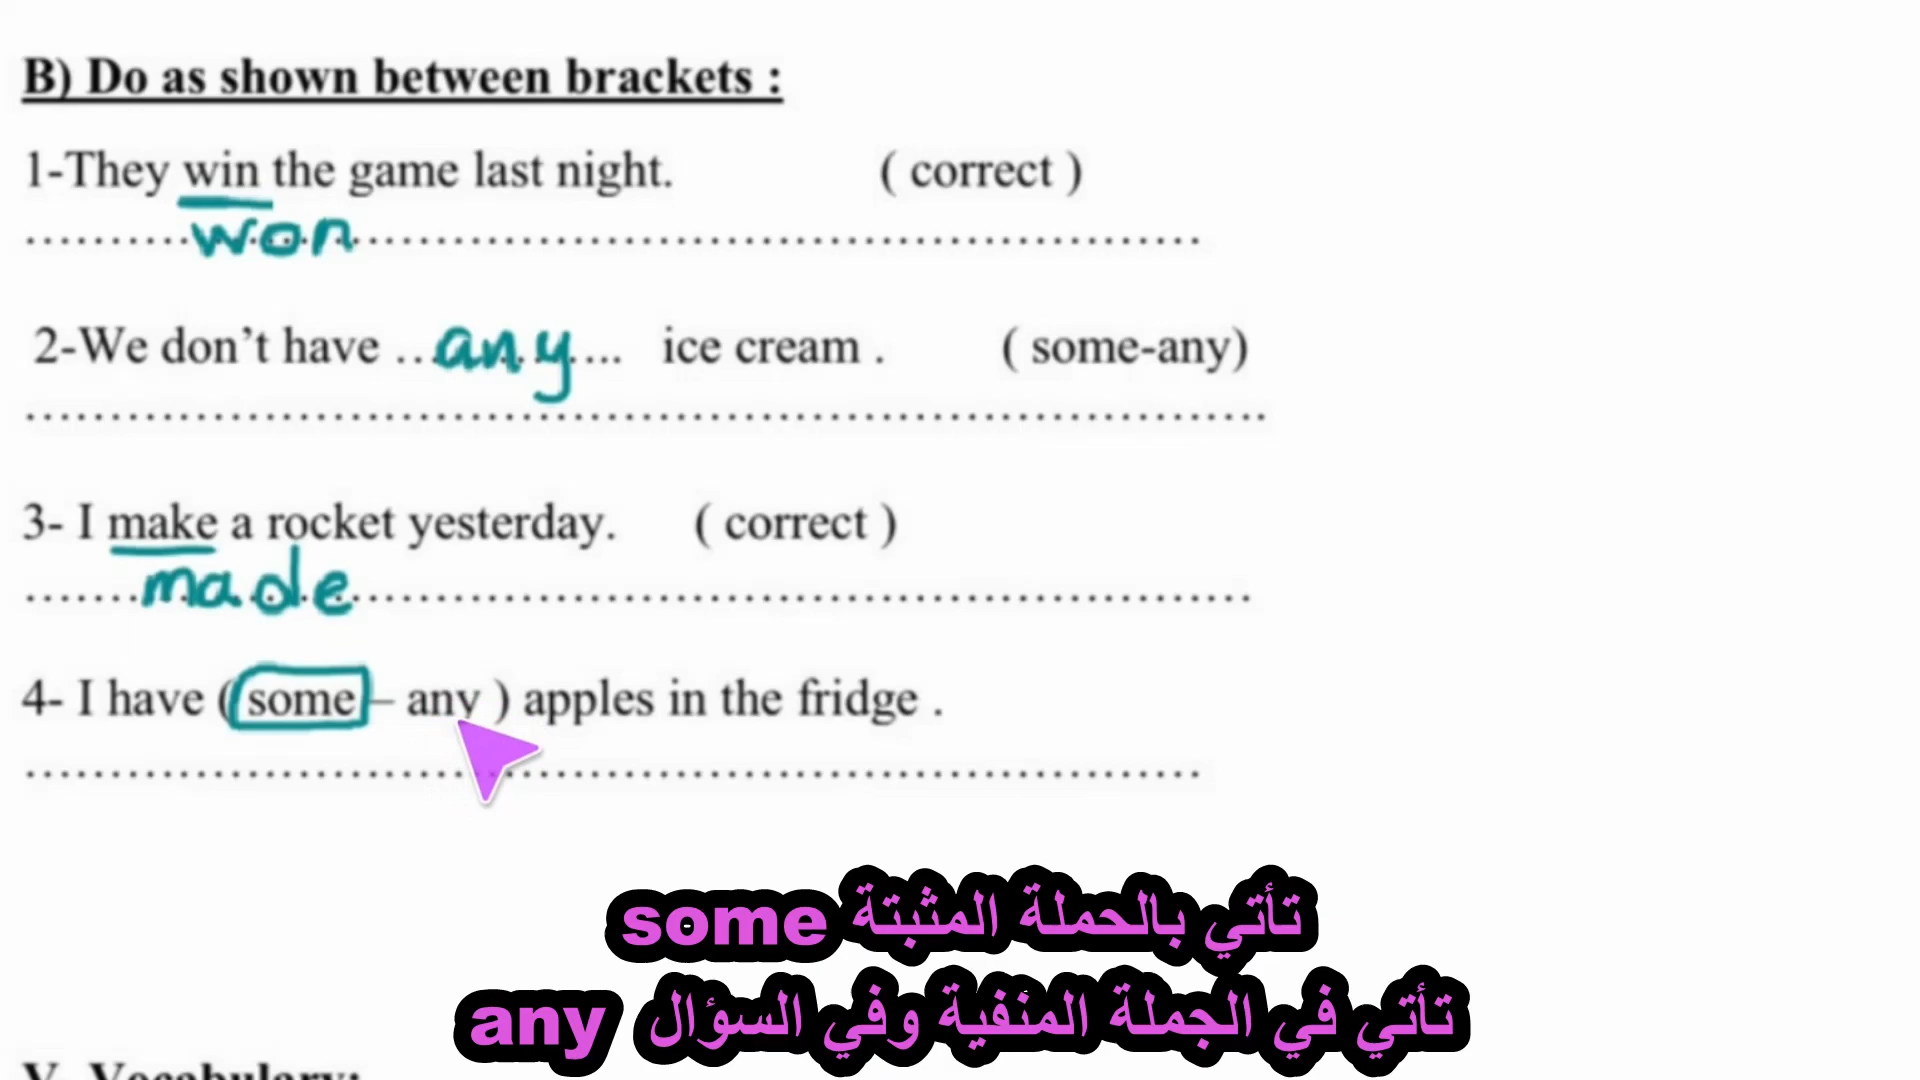 B) Do as shown between brackets :
1-They win the game last night. ( correct )
won
2-We don't have ...any.... ice cream . ( some-any)
3- I make a rocket yesterday. ( correct )
made
4- I have ( some – any ) apples in the fridge .
تأتي بالحملة المثبتة some
تأتي في الجملة المنفية وفي السؤال any
V- Vocabulary: